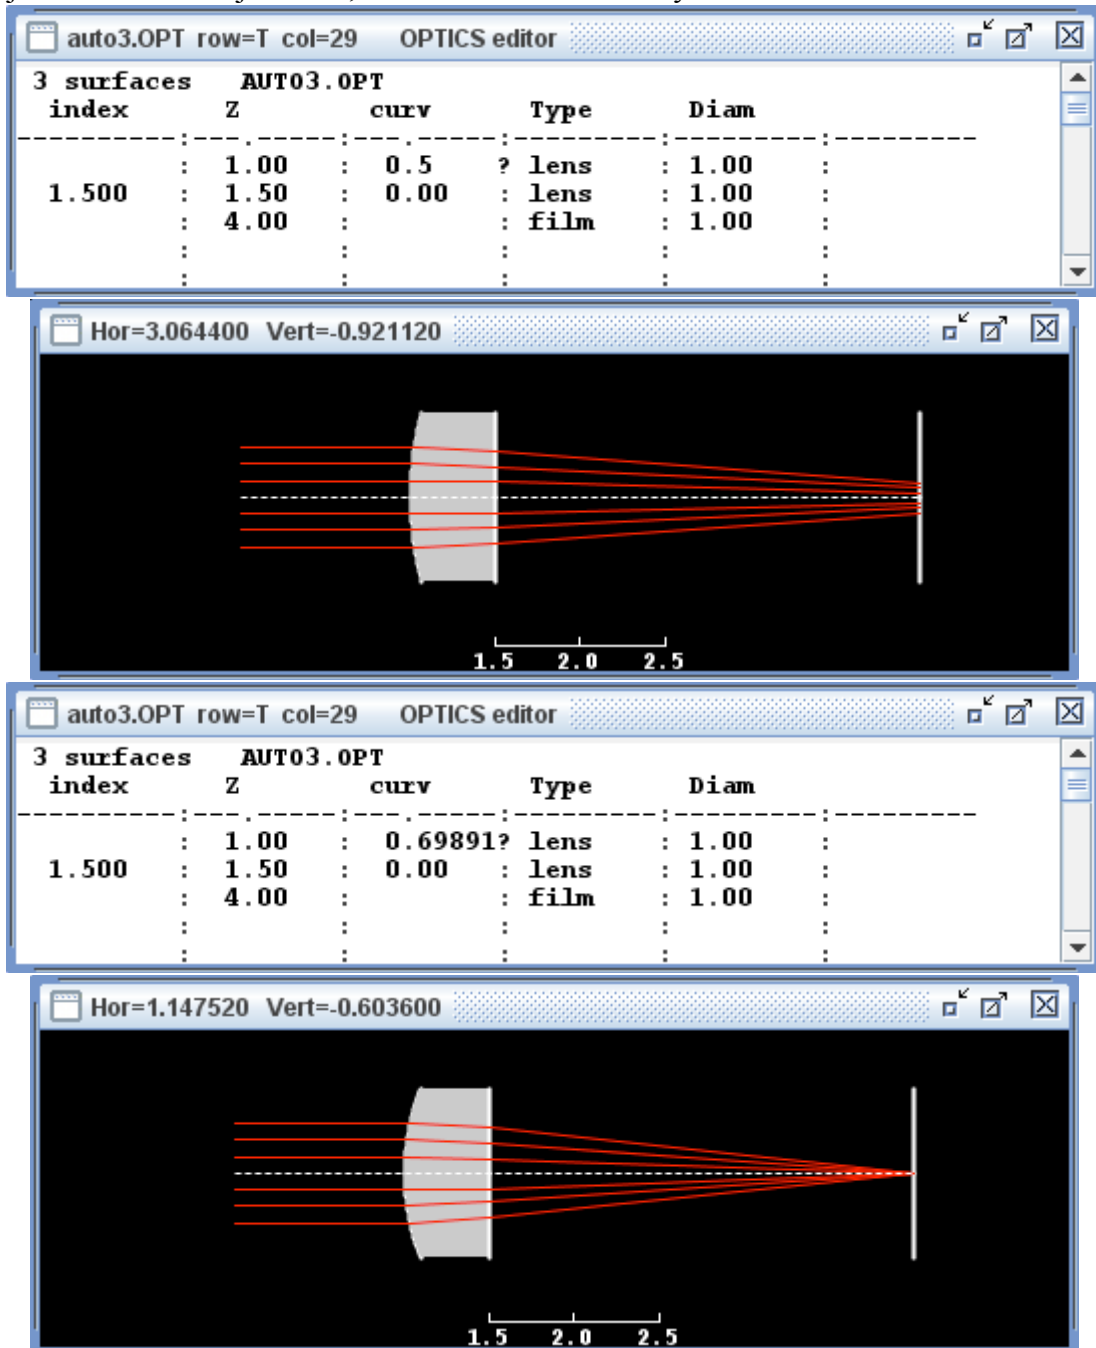 auto3.OPT row=T col=29 OPTICS editor
3 surfaces AUTO3.OPT
index Z curv Type Diam
----------:---.-----:---.-----:---------:---------:---------
: 1.00 : 0.5 ? lens : 1.00 :
1.500 : 1.50 : 0.00 : lens : 1.00 :
: 4.00 : : film : 1.00 :
: : : : :
: : : : :
Hor=3.064400 Vert=-0.921120
1.5 2.0 2.5
auto3.OPT row=T col=29 OPTICS editor
3 surfaces AUTO3.OPT
index Z curv Type Diam
----------:---.-----:---.-----:---------:---------:---------
: 1.00 : 0.69891? lens : 1.00 :
1.500 : 1.50 : 0.00 : lens : 1.00 :
: 4.00 : : film : 1.00 :
: : : : :
: : : : :
Hor=1.147520 Vert=-0.603600
1.5 2.0 2.5